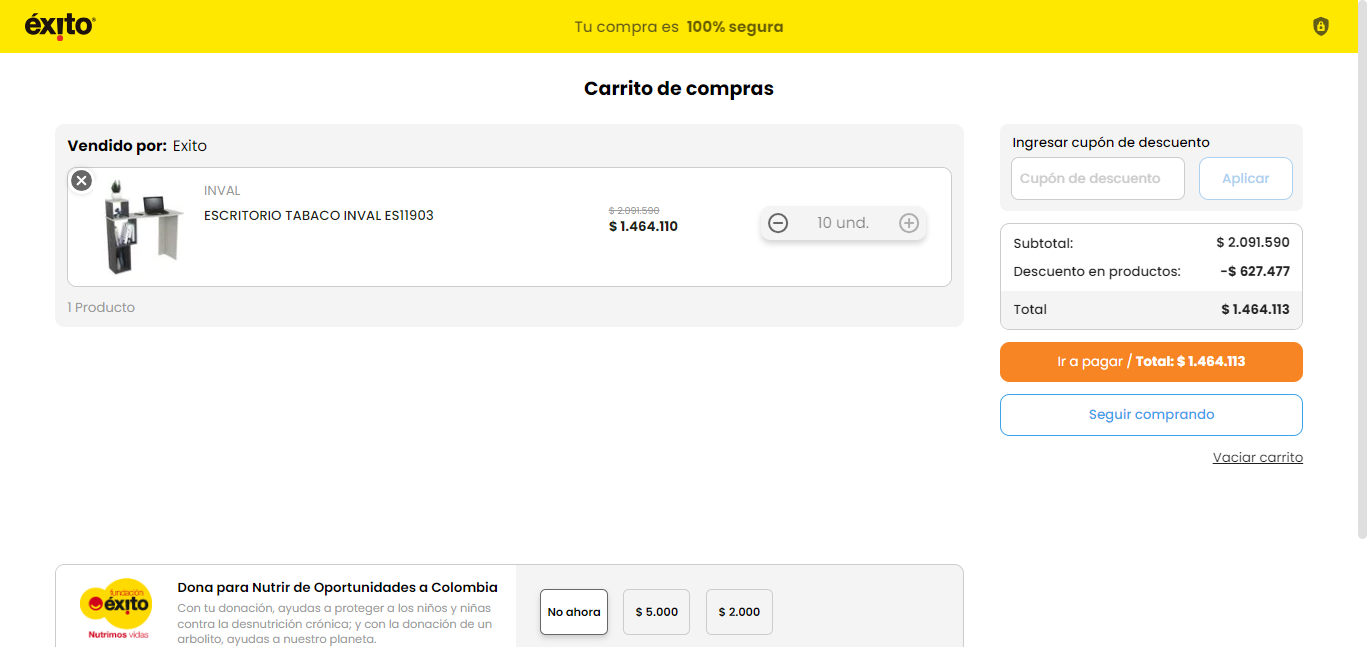 éxito®
Tu compra es 100% segura
Carrito de compras
Vendido por: Exito
INVAL
ESCRITORIO TABACO INVAL ES11903
$ 2.091.590
$ 1.464.110
10 und.
1 Producto
Ingresar cupón de descuento
Cupón de descuento
Aplicar
Subtotal: $ 2.091.590
Descuento en productos: -$ 627.477
Total $ 1.464.113
Ir a pagar / Total: $ 1.464.113
Seguir comprando
Vaciar carrito
fundación
éxito
Nutrimos vidas
Dona para Nutrir de Oportunidades a Colombia
Con tu donación, ayudas a proteger a los niños y niñas
contra la desnutrición crónica; y con la donación de un
arbolito, ayudas a nuestro planeta.
No ahora
$ 5.000
$ 2.000